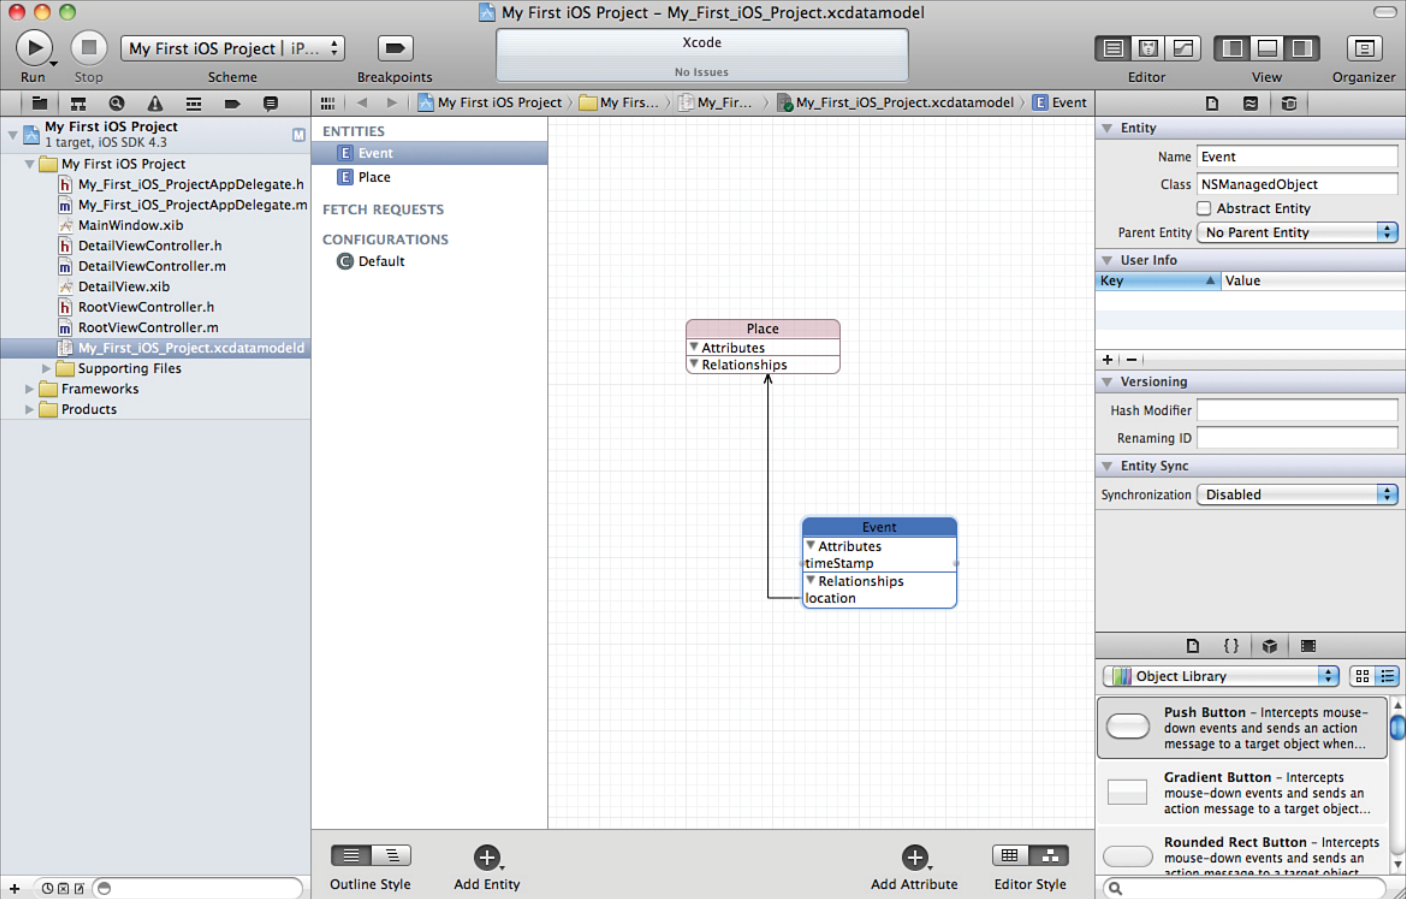 My First iOS Project – My_First_iOS_Project.xcdatamodel
Run
Stop
My First iOS Project | iP...
Scheme
Breakpoints
Xcode
No Issues
Editor
View
Organizer
My First iOS Project
My Firs...
My_Fir...
My_First_iOS_Project.xcdatamodel
E Event
My First iOS Project
1 target, iOS SDK 4.3
M
My First iOS Project
h My_First_iOS_ProjectAppDelegate.h
m My_First_iOS_ProjectAppDelegate.m
MainWindow.xib
h DetailViewController.h
m DetailViewController.m
DetailView.xib
h RootViewController.h
m RootViewController.m
My_First_iOS_Project.xcdatamodeld
Supporting Files
Frameworks
Products
ENTITIES
E Event
E Place
FETCH REQUESTS
CONFIGURATIONS
C Default
Place
Attributes
Relationships
Event
Attributes
timeStamp
Relationships
location
Outline Style
Add Entity
Add Attribute
Editor Style
Entity
Name Event
Class NSManagedObject
Abstract Entity
Parent Entity No Parent Entity
User Info
Key Value
Versioning
Hash Modifier
Renaming ID
Entity Sync
Synchronization Disabled
{ }
Object Library
Push Button – Intercepts mouse-
down events and sends an action
message to a target object when...
Gradient Button – Intercepts
mouse-down events and sends an
action message to a target object...
Rounded Rect Button – Intercepts
mouse-down events and sends an
action message to a target object...